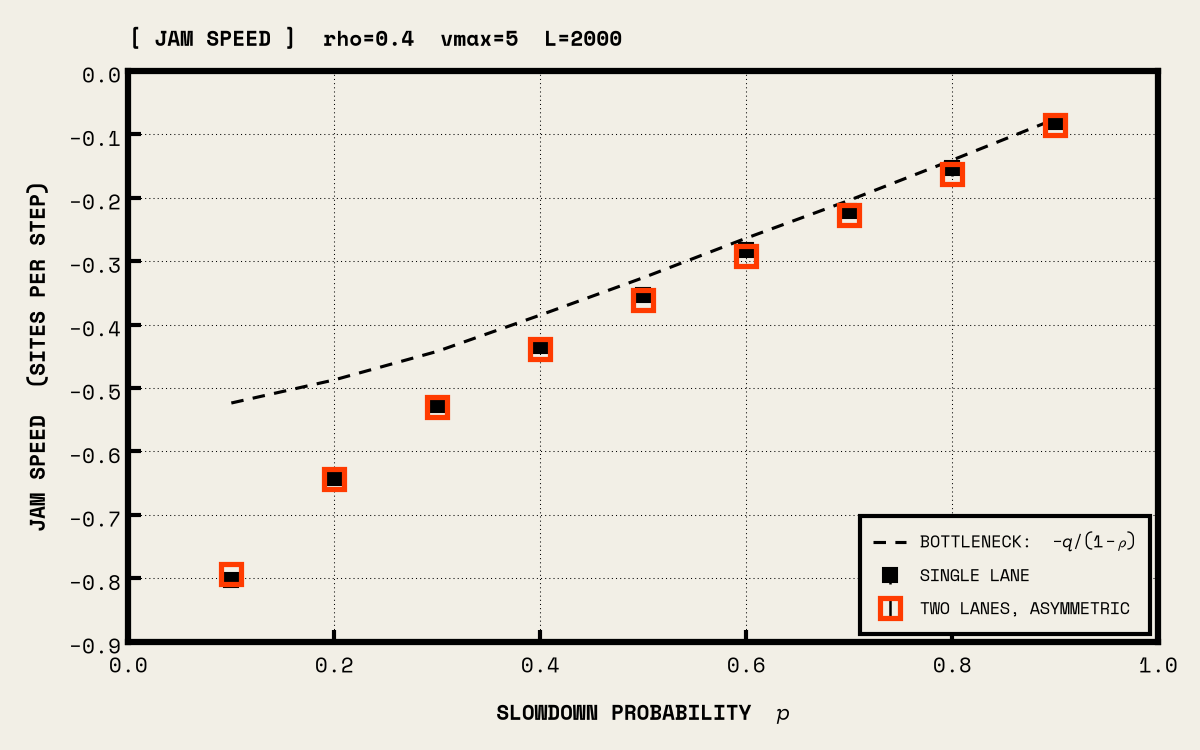 [ JAM SPEED ]  rho=0.4  vmax=5  L=2000
0.0
−0.1
−0.2
−0.3
−0.4
−0.5
−0.6
−0.7
−0.8
−0.9
JAM SPEED  (SITES PER STEP)
BOTTLENECK:  −q/(1−ρ)
SINGLE LANE
TWO LANES, ASYMMETRIC
0.0 0.2 0.4 0.6 0.8 1.0
SLOWDOWN PROBABILITY  p